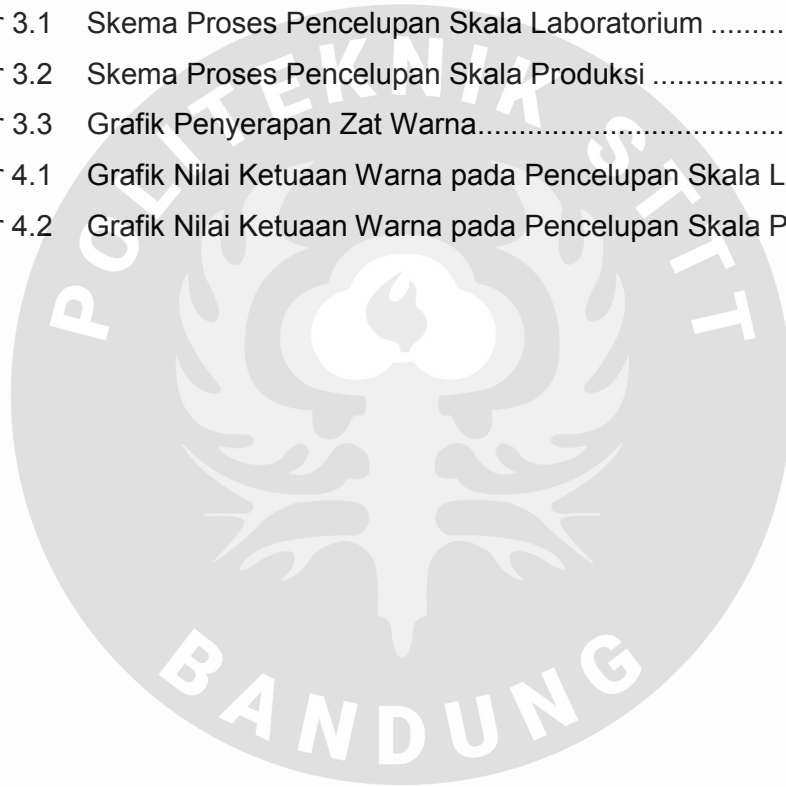 r 3.1 Skema Proses Pencelupan Skala Laboratorium ..........
r 3.2 Skema Proses Pencelupan Skala Produksi ..................
r 3.3 Grafik Penyerapan Zat Warna.......................................
r 4.1 Grafik Nilai Ketuaan Warna pada Pencelupan Skala L
r 4.2 Grafik Nilai Ketuaan Warna pada Pencelupan Skala P
POLITEKNIK STTT
BANDUNG